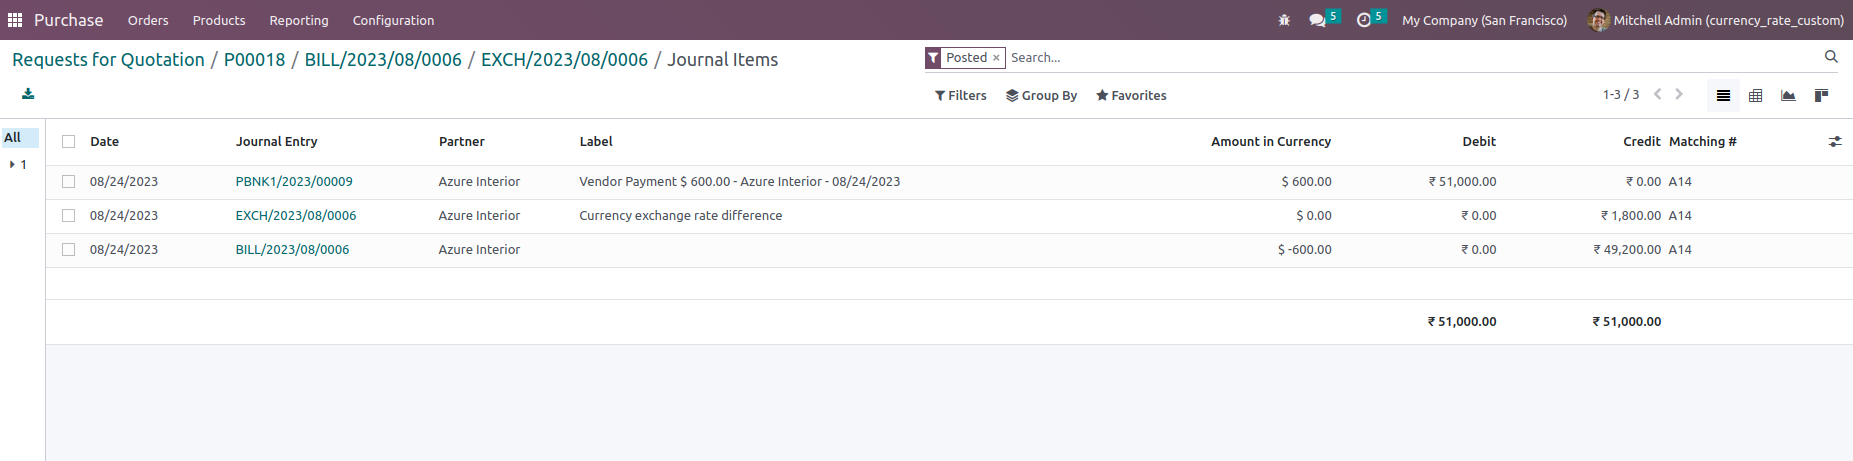 Purchase Orders Products Reporting Configuration 5 5 My Company (San Francisco) Mitchell Admin (currency_rate_custom)
Requests for Quotation / P00018 / BILL/2023/08/0006 / EXCH/2023/08/0006 / Journal Items Posted × Search...
Filters Group By Favorites 1-3 / 3
All Date Journal Entry Partner Label Amount in Currency Debit Credit Matching #
1
08/24/2023 PBNK1/2023/00009 Azure Interior Vendor Payment $ 600.00 - Azure Interior - 08/24/2023 $ 600.00 ₹ 51,000.00 ₹ 0.00 A14
08/24/2023 EXCH/2023/08/0006 Azure Interior Currency exchange rate difference $ 0.00 ₹ 0.00 ₹ 1,800.00 A14
08/24/2023 BILL/2023/08/0006 Azure Interior $ -600.00 ₹ 0.00 ₹ 49,200.00 A14
₹ 51,000.00 ₹ 51,000.00